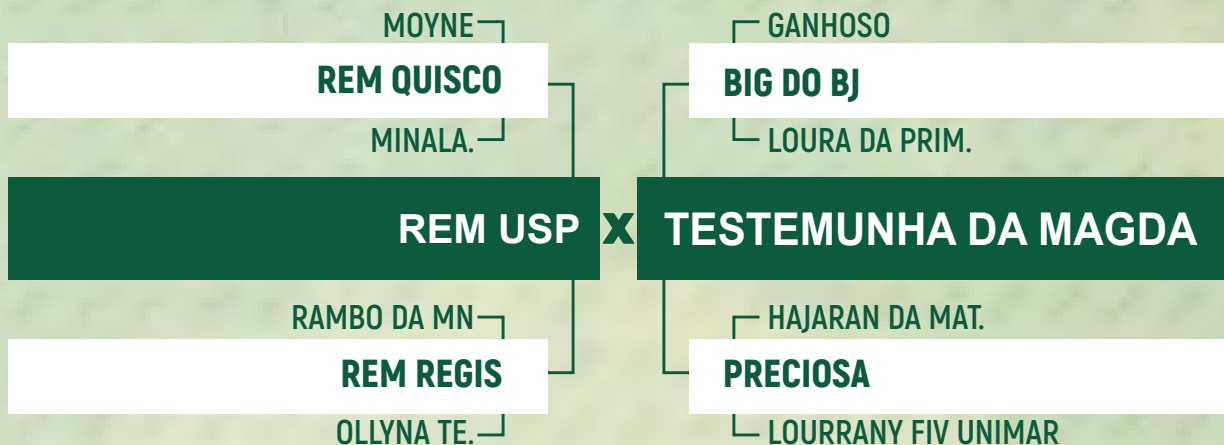 MOYNE
REM QUISCO
MINALA.
GANHOSO
BIG DO BJ
LOURA DA PRIM.
REM USP X TESTEMUNHA DA MAGDA
RAMBO DA MN
REM REGIS
OLLYNA TE.
HAJARAN DA MAT.
PRECIOSA
LOURRANY FIV UNIMAR